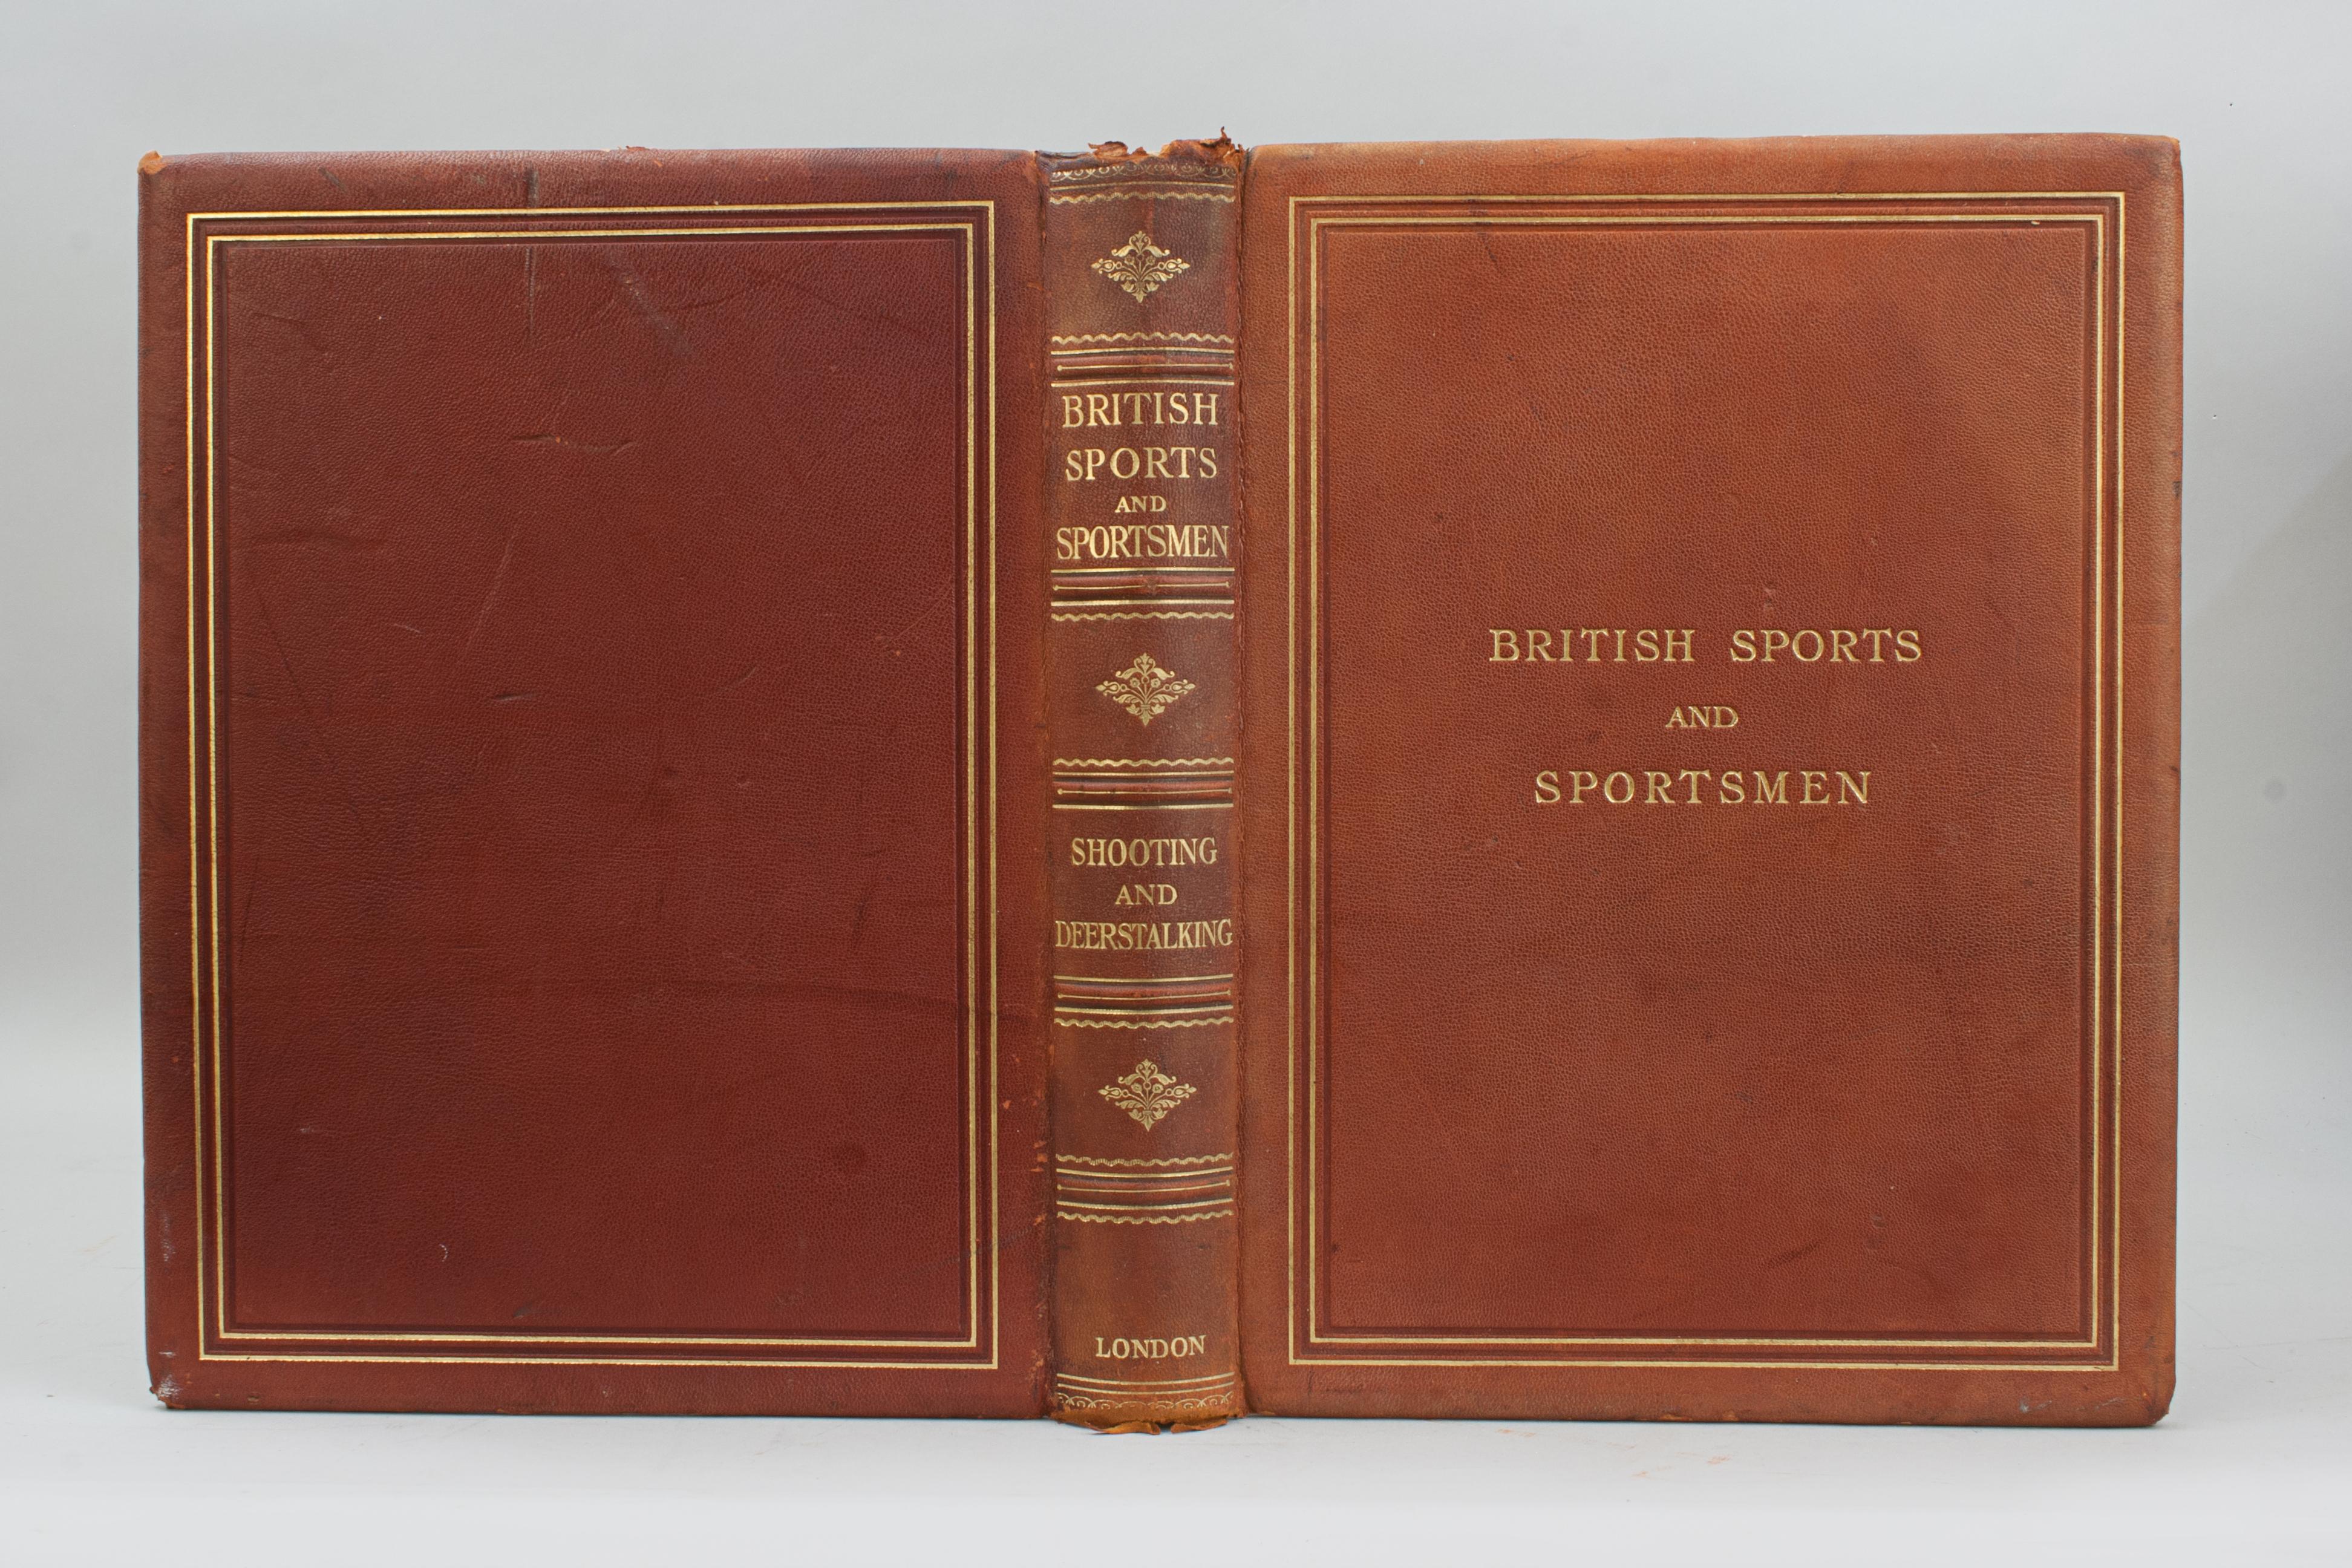 BRITISH
SPORTS
AND
SPORTSMEN
SHOOTING
AND
DEERSTALKING
LONDON
BRITISH SPORTS
AND
SPORTSMEN